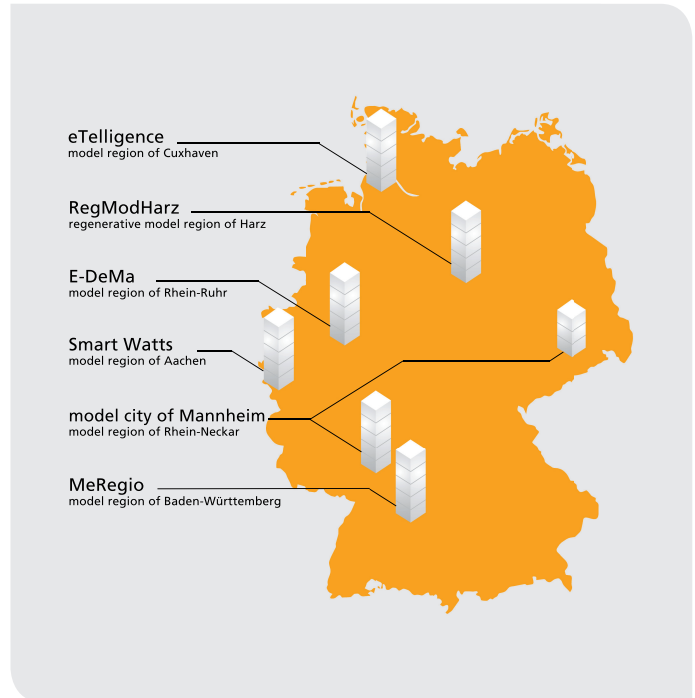 eTelligence
model region of Cuxhaven
RegModHarz
regenerative model region of Harz
E-DeMa
model region of Rhein-Ruhr
Smart Watts
model region of Aachen
model city of Mannheim
model region of Rhein-Neckar
MeRegio
model region of Baden-Württemberg